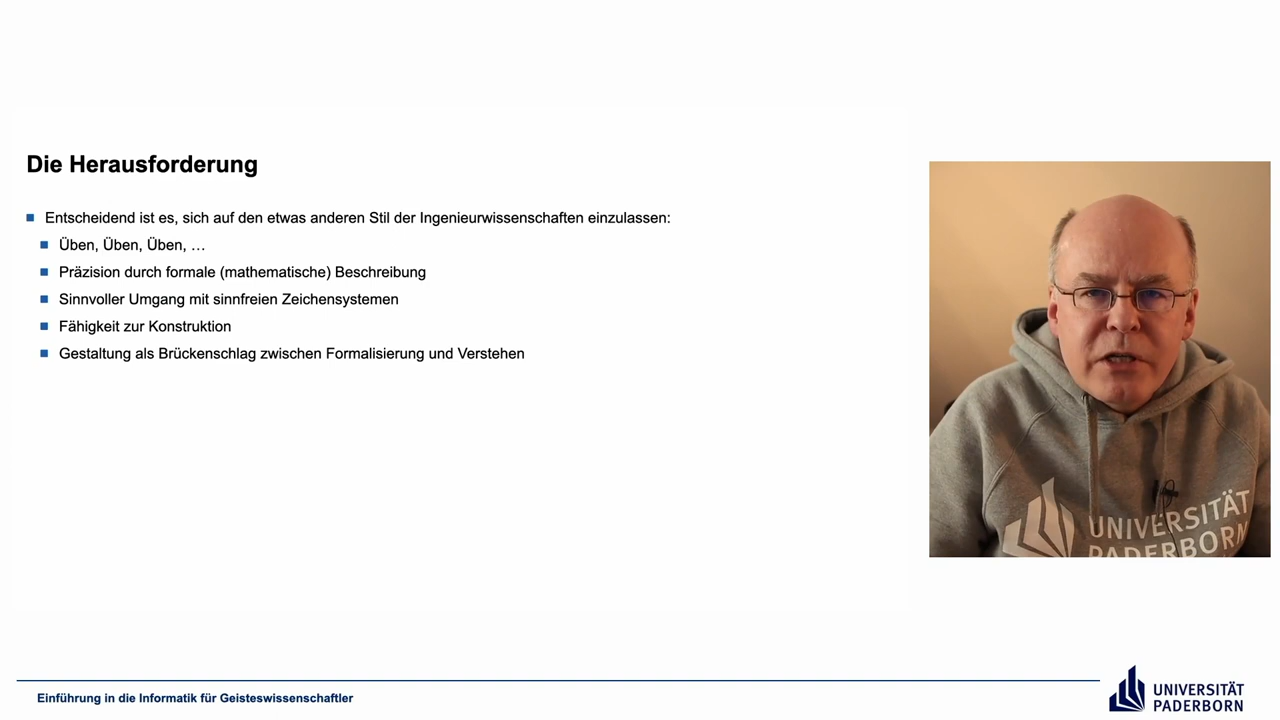 Die Herausforderung
Entscheidend ist es, sich auf den etwas anderen Stil der Ingenieurwissenschaften einzulassen:
Üben, Üben, Üben, …
Präzision durch formale (mathematische) Beschreibung
Sinnvoller Umgang mit sinnfreien Zeichensystemen
Fähigkeit zur Konstruktion
Gestaltung als Brückenschlag zwischen Formalisierung und Verstehen
UNIVERSITÄT
PADERBORN
Einführung in die Informatik für Geisteswissenschaftler
UNIVERSITÄT
PADERBORN